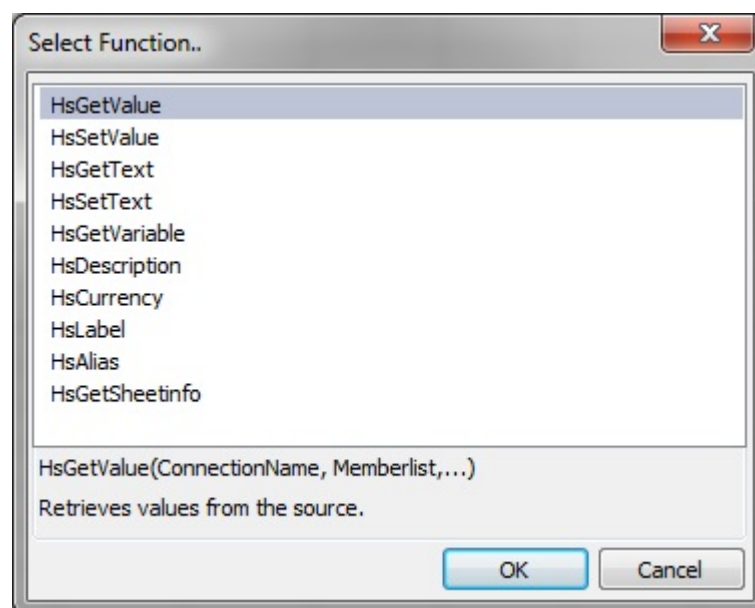 Select Function..
HsGetValue
HsSetValue
HsGetText
HsSetText
HsGetVariable
HsDescription
HsCurrency
HsLabel
HsAlias
HsGetSheetinfo
HsGetValue(ConnectionName, Memberlist,...)
Retrieves values from the source.
OK Cancel